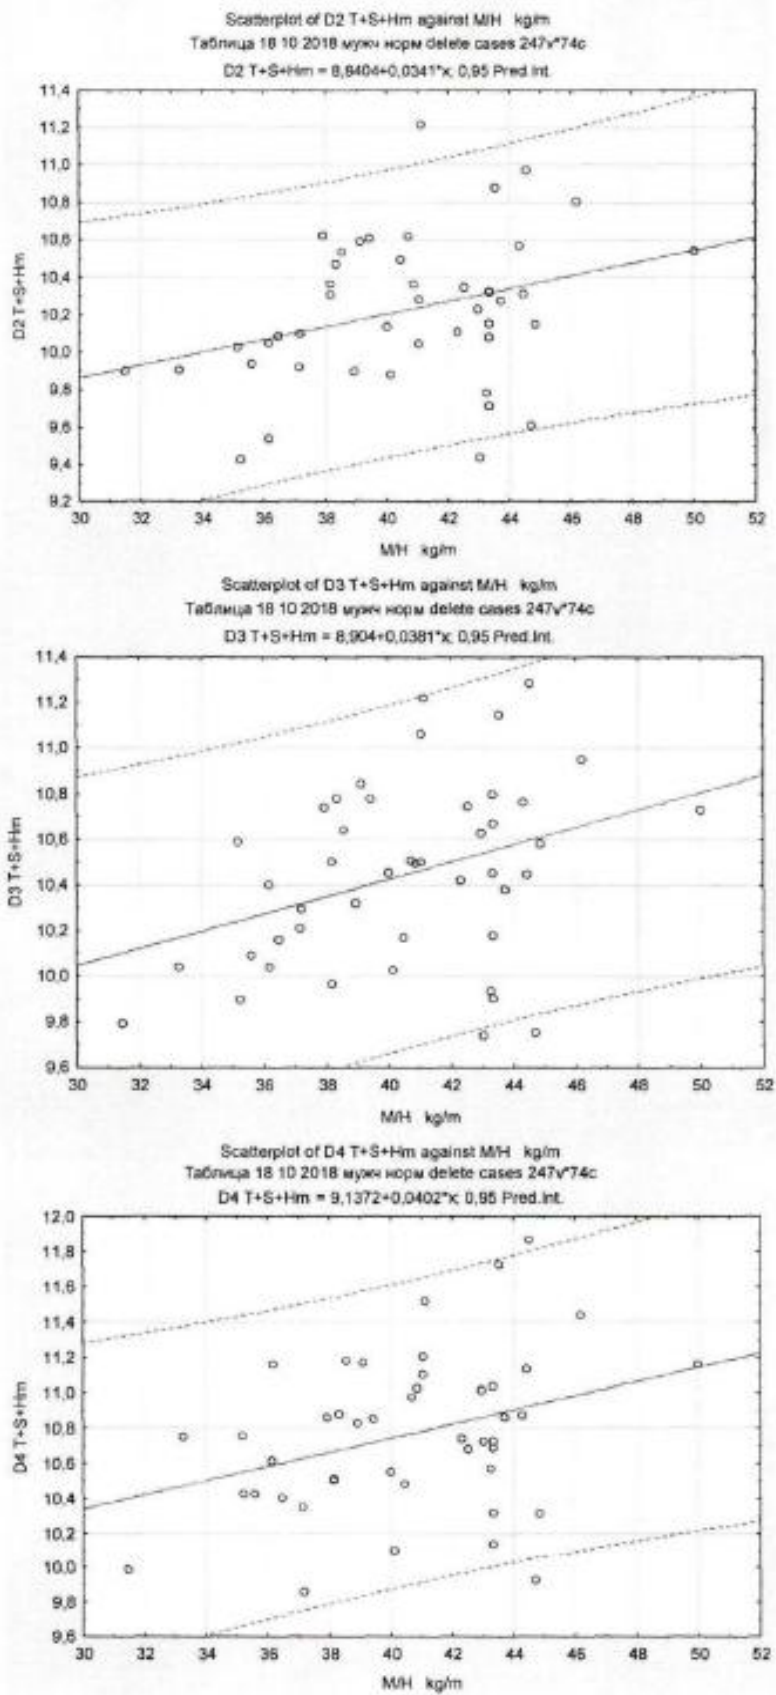 Scatterplot of D2 T+S+Hm against M/H kg/m
Таблица 18 10 2018 мужч норм delete cases 247v*74c
D2 T+S+Hm = 8,8404+0,0341*x; 0,95 Pred.Int.
11,4
11,2
11,0
10,8
10,6
10,4
10,2
10,0
9,8
9,6
9,4
9,2
D2 T+S+Hm
30 32 34 36 38 40 42 44 46 48 50 52
M/H kg/m
Scatterplot of D3 T+S+Hm against M/H kg/m
Таблица 18 10 2018 мужч норм delete cases 247v*74c
D3 T+S+Hm = 8,904+0,0381*x; 0,95 Pred.Int.
11,4
11,2
11,0
10,8
10,6
10,4
10,2
10,0
9,8
9,6
D3 T+S+Hm
30 32 34 36 38 40 42 44 46 48 50 52
M/H kg/m
Scatterplot of D4 T+S+Hm against M/H kg/m
Таблица 18 10 2018 мужч норм delete cases 247v*74c
D4 T+S+Hm = 9,1372+0,0402*x; 0,95 Pred.Int.
12,0
11,8
11,6
11,4
11,2
11,0
10,8
10,6
10,4
10,2
10,0
9,8
9,6
D4 T+S+Hm
30 32 34 36 38 40 42 44 46 48 50 52
M/H kg/m